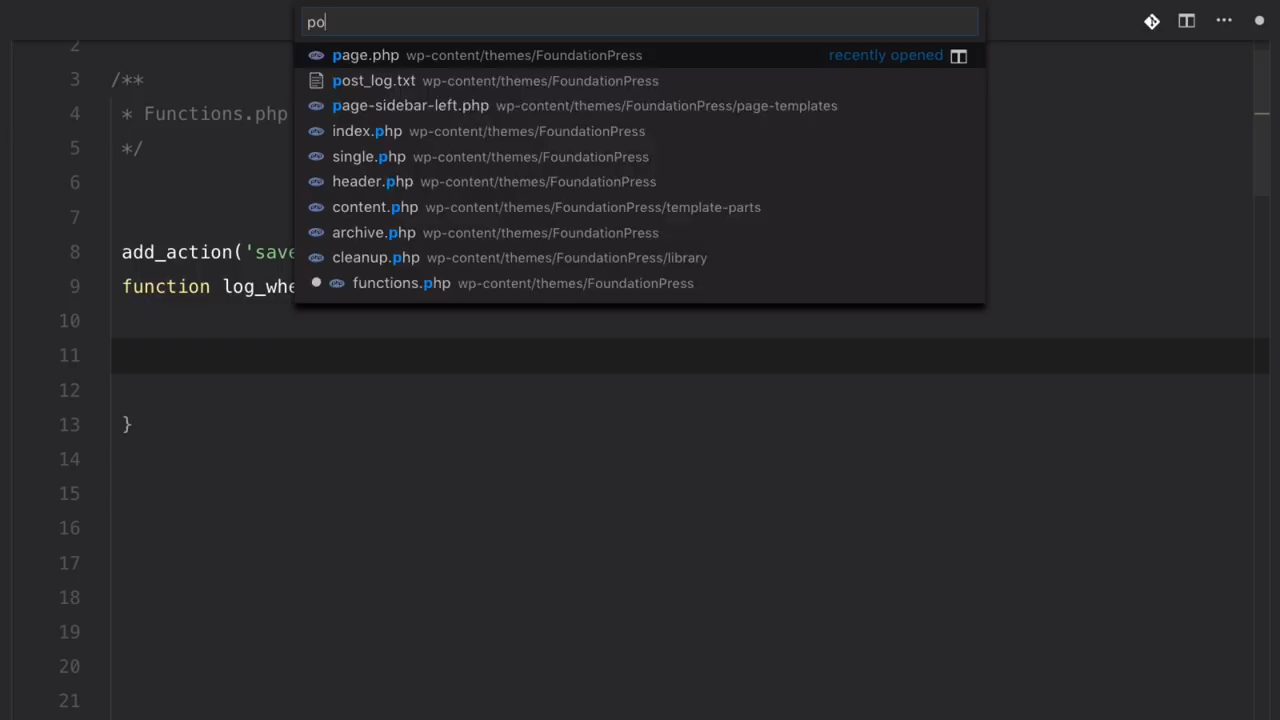 po
page.php wp-content/themes/FoundationPress recently opened
post_log.txt wp-content/themes/FoundationPress
page-sidebar-left.php wp-content/themes/FoundationPress/page-templates
index.php wp-content/themes/FoundationPress
single.php wp-content/themes/FoundationPress
header.php wp-content/themes/FoundationPress
content.php wp-content/themes/FoundationPress/template-parts
archive.php wp-content/themes/FoundationPress
cleanup.php wp-content/themes/FoundationPress/library
functions.php wp-content/themes/FoundationPress
2
3 /**
4 * Functions.php
5 */
6
7
8 add_action('save
9 function log_whe
10
11
12
13 }
14
15
16
17
18
19
20
21